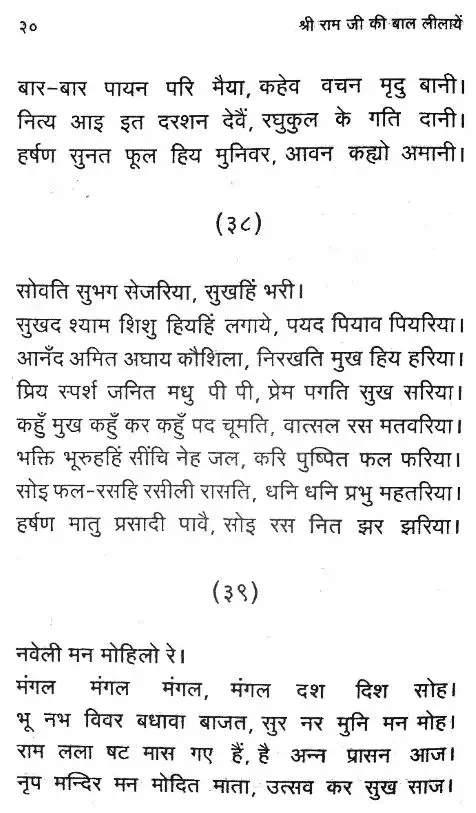 २० श्री राम जी की बाल लीलायें
बार-बार पायन परि मैया, कहेव वचन मृदु बानी।
नित्य आइ इत दरशन देवैं, रघुकुल के गति दानी।
हर्षण सुनत फूल हिय मुनिवर, आवन कह्यो अमानी।
(३८)
सोवति सुभग सेजरिया, सुखहिं भरी।
सुखद श्याम शिशु हियहिं लगाये, पयद पियाव पियरिया।
आनँद अमित अघाय कौशिला, निरखति मुख हिय हरिया।
प्रिय स्पर्श जनित मधु पी पी, प्रेम पगति सुख सरिया।
कहुँ मुख कहुँ कर कहुँ पद चूमति, वात्सल रस मतवरिया।
भक्ति भूरुहहिं सींचि नेह जल, करि पुष्पित फल फरिया।
सोइ फल-रसहि रसीली रासति, धनि धनि प्रभु महतरिया।
हर्षण मातु प्रसादी पावै, सोइ रस नित झर झरिया।
(३९)
नवेली मन मोहिलो रे।
मंगल मंगल मंगल, मंगल दश दिश सोह।
भू नभ विवर बधावा बाजत, सुर नर मुनि मन मोह।
राम लला षट मास गए हैं, है अन्न प्रासन आज।
नृप मन्दिर मन मोदित माता, उत्सव कर सुख साज।